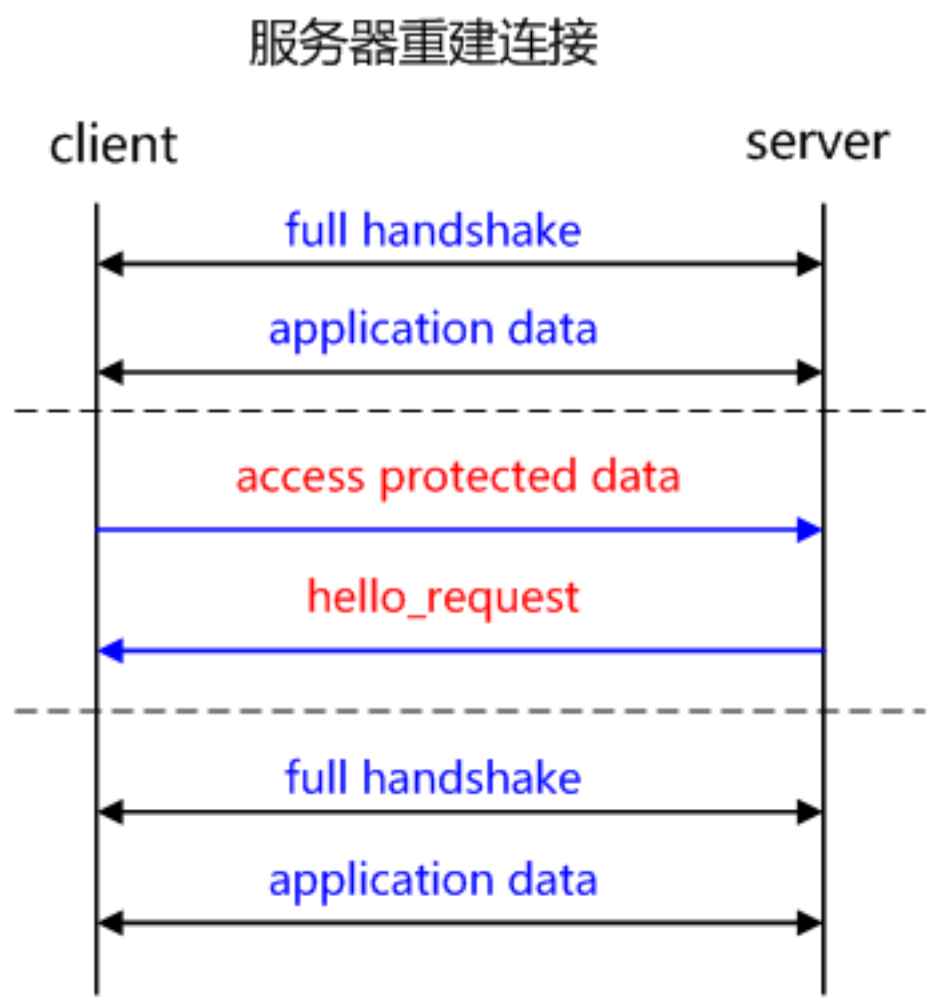 服务器重建连接
client
server
full handshake
application data
access protected data
hello_request
full handshake
application data